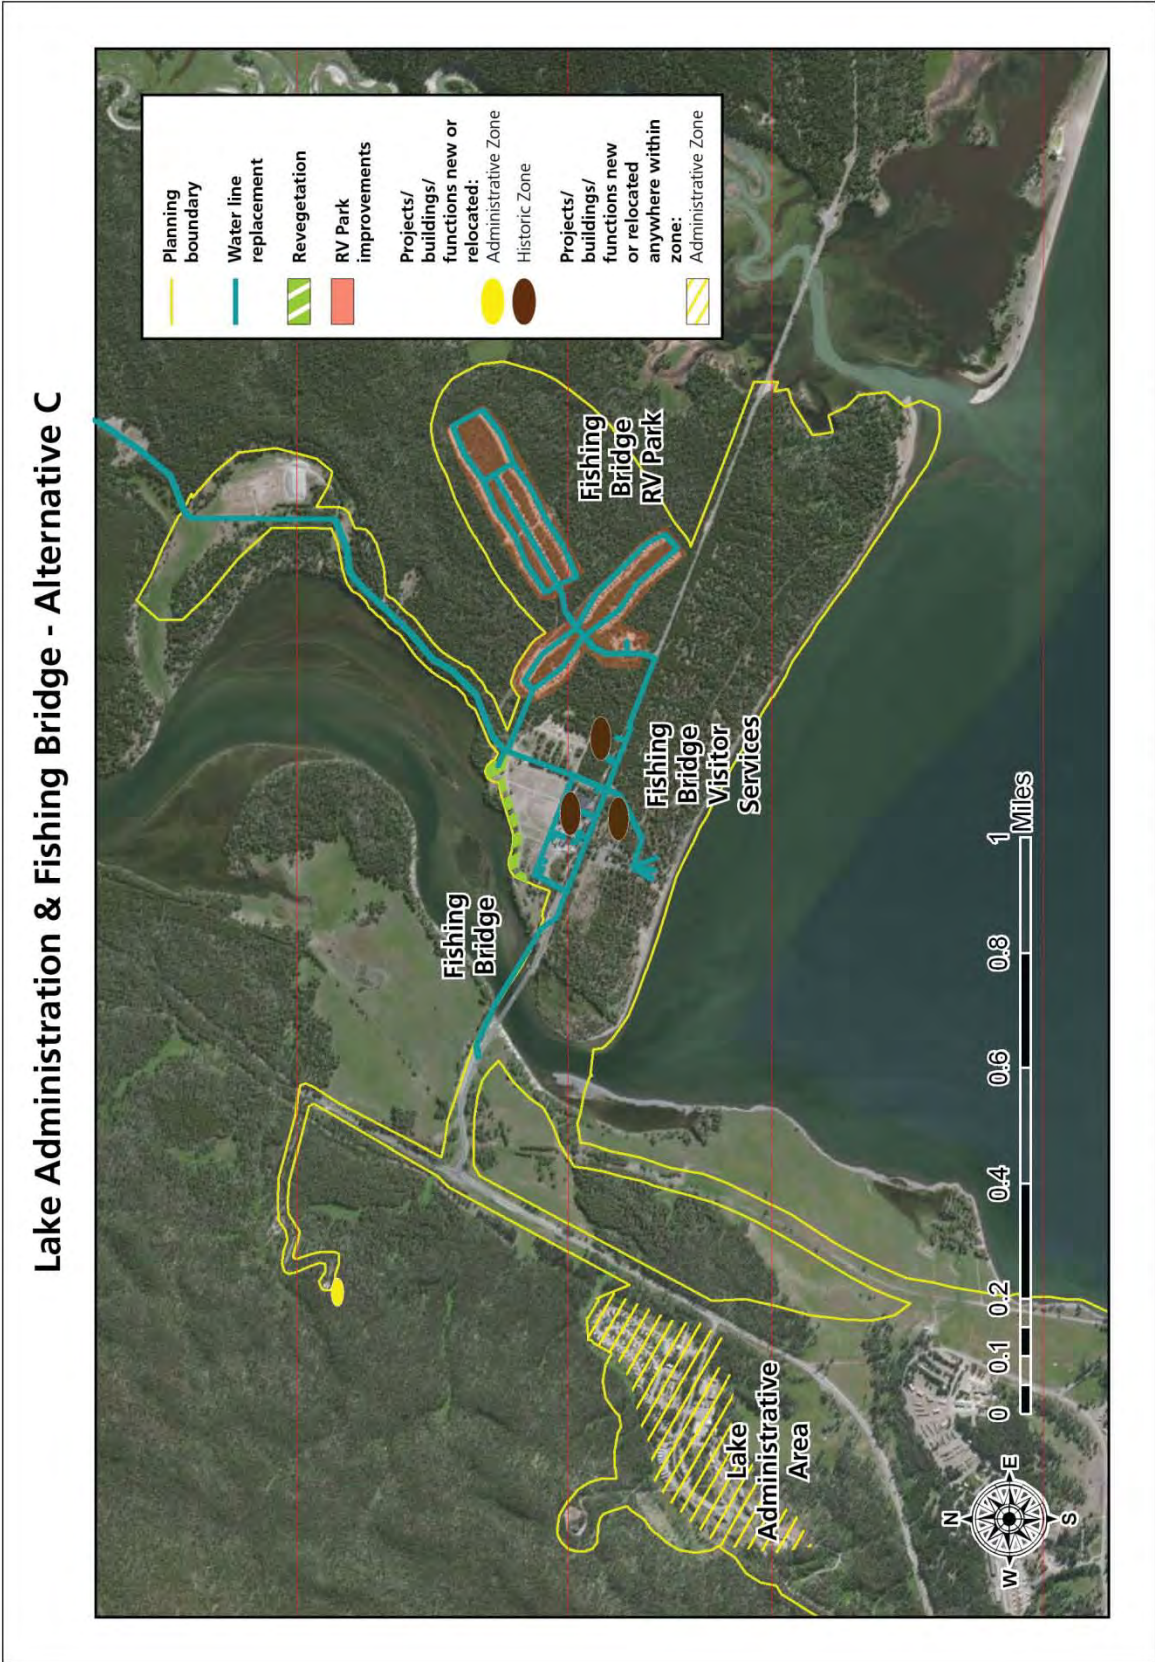 Lake Administration & Fishing Bridge - Alternative C
Planning
boundary
Water line
replacement
Revegetation
RV Park
improvements
Projects/
buildings/
functions new or
relocated:
Administrative Zone
Historic Zone
Projects/
buildings/
functions new
or relocated
anywhere within
zone:
Administrative Zone
Fishing
Bridge
Fishing
Bridge
RV Park
Fishing
Bridge
Visitor
Services
Lake
Administrative
Area
N
W
E
S
0
0.1
0.2
0.4
0.6
0.8
1
Miles